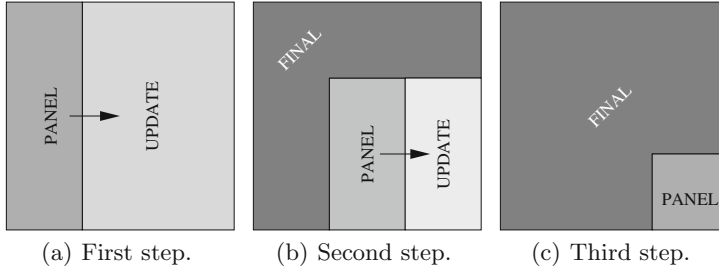 PANEL
UPDATE
FINAL
PANEL
UPDATE
FINAL
PANEL
(a) First step.
(b) Second step.
(c) Third step.